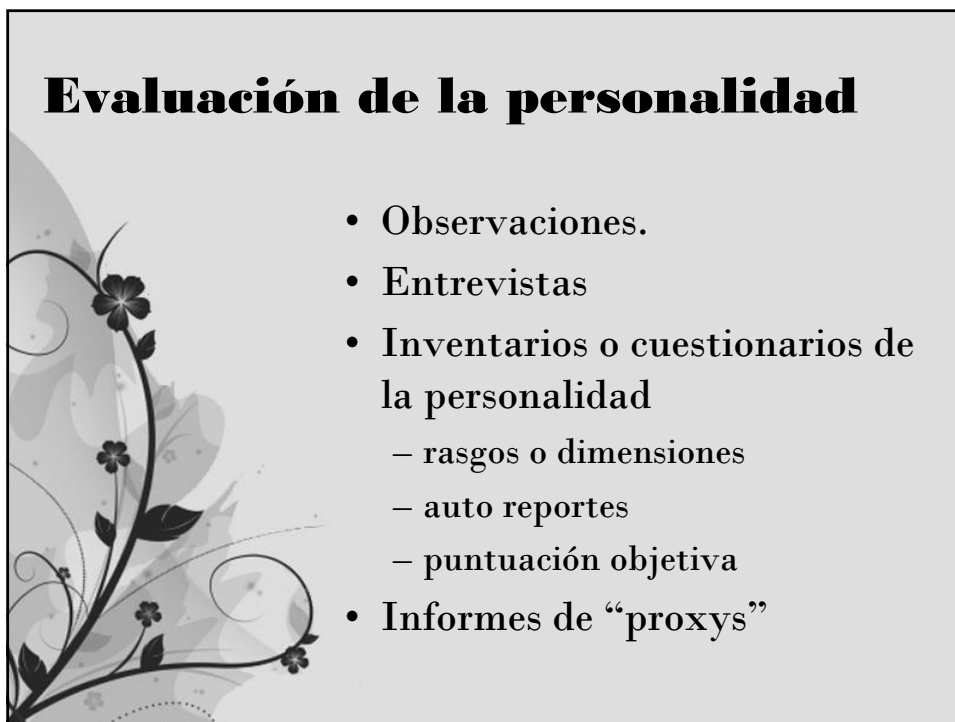 Evaluación de la personalidad
• Observaciones.
• Entrevistas
• Inventarios o cuestionarios de
la personalidad
– rasgos o dimensiones
– auto reportes
– puntuación objetiva
• Informes de “proxys”